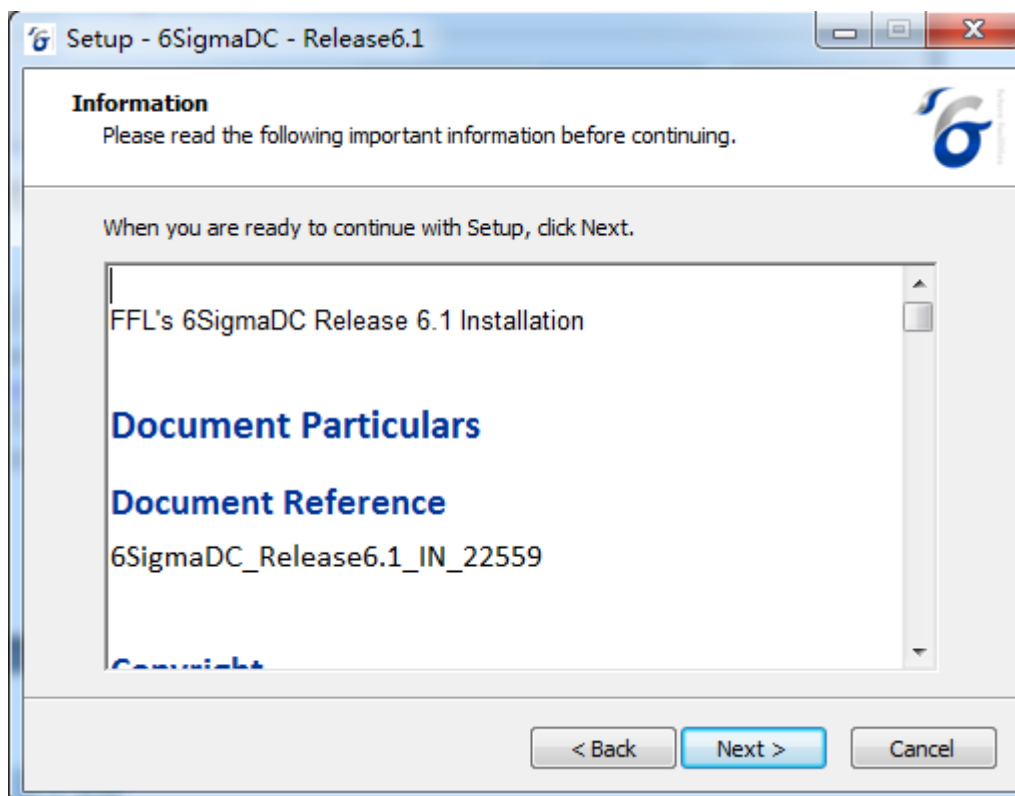 Setup - 6SigmaDC - Release6.1
Information
Please read the following important information before continuing.
When you are ready to continue with Setup, click Next.
FFL's 6SigmaDC Release 6.1 Installation
Document Particulars
Document Reference
6SigmaDC_Release6.1_IN_22559
Copyright
< Back
Next >
Cancel